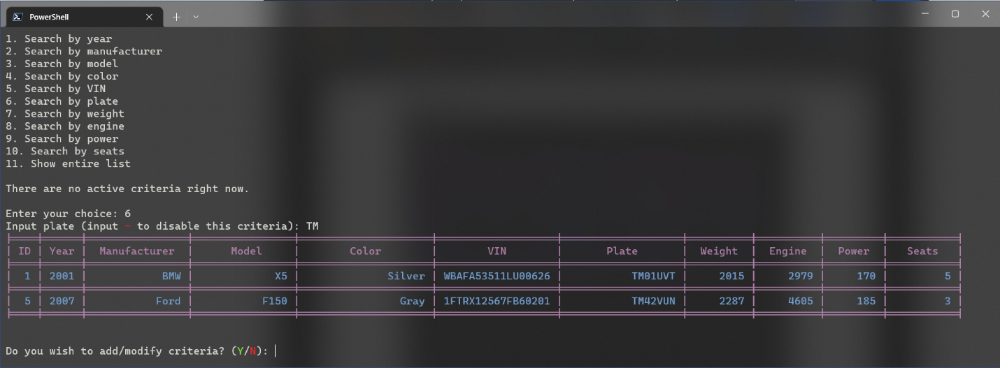 PowerShell
1. Search by year
2. Search by manufacturer
3. Search by model
4. Search by color
5. Search by VIN
6. Search by plate
7. Search by weight
8. Search by engine
9. Search by power
10. Search by seats
11. Show entire list
There are no active criteria right now.
Enter your choice: 6
Input plate (input - to disable this criteria): TM
| ID | Year | Manufacturer | Model | Color | VIN | Plate | Weight | Engine | Power | Seats |
| 1 | 2001 | BMW | X5 | Silver | WBAFA53511LU00626 | TM01UVT | 2015 | 2979 | 170 | 5 |
| 5 | 2007 | Ford | F150 | Gray | 1FTRX12567FB60201 | TM42VUN | 2287 | 4605 | 185 | 3 |
Do you wish to add/modify criteria? (Y/N):